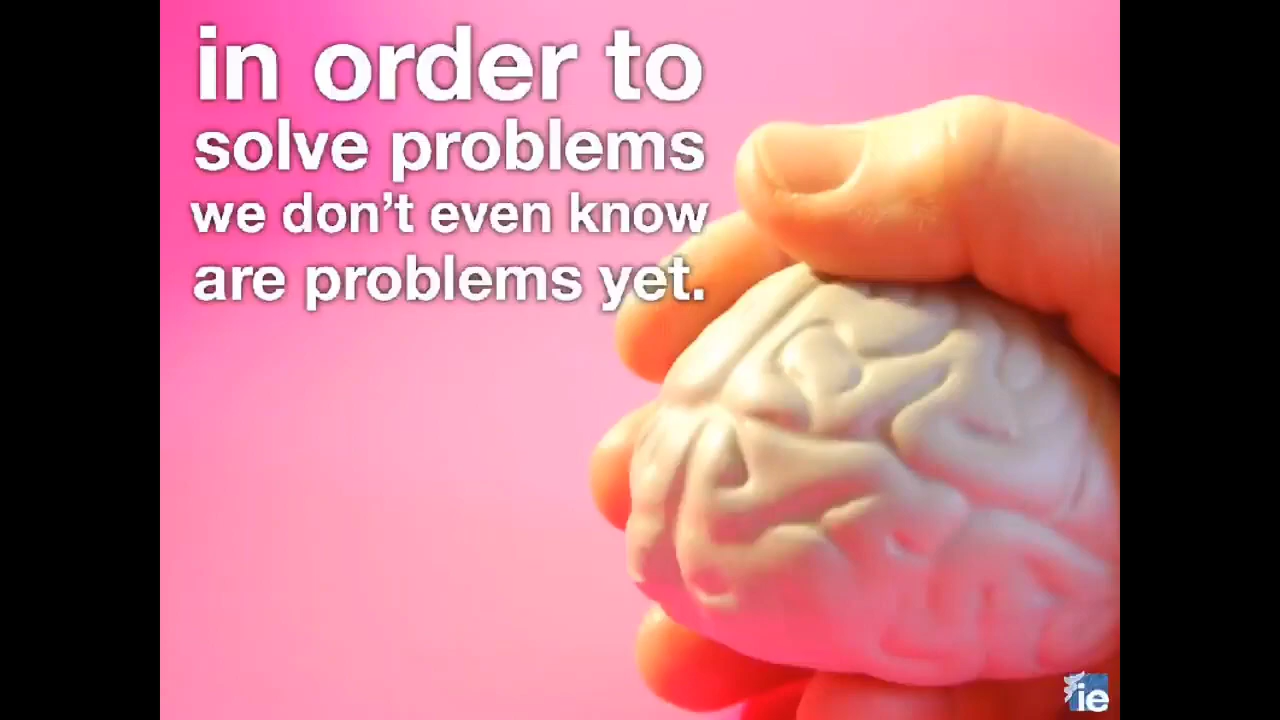 in order to
solve problems
we don't even know
are problems yet.
ie